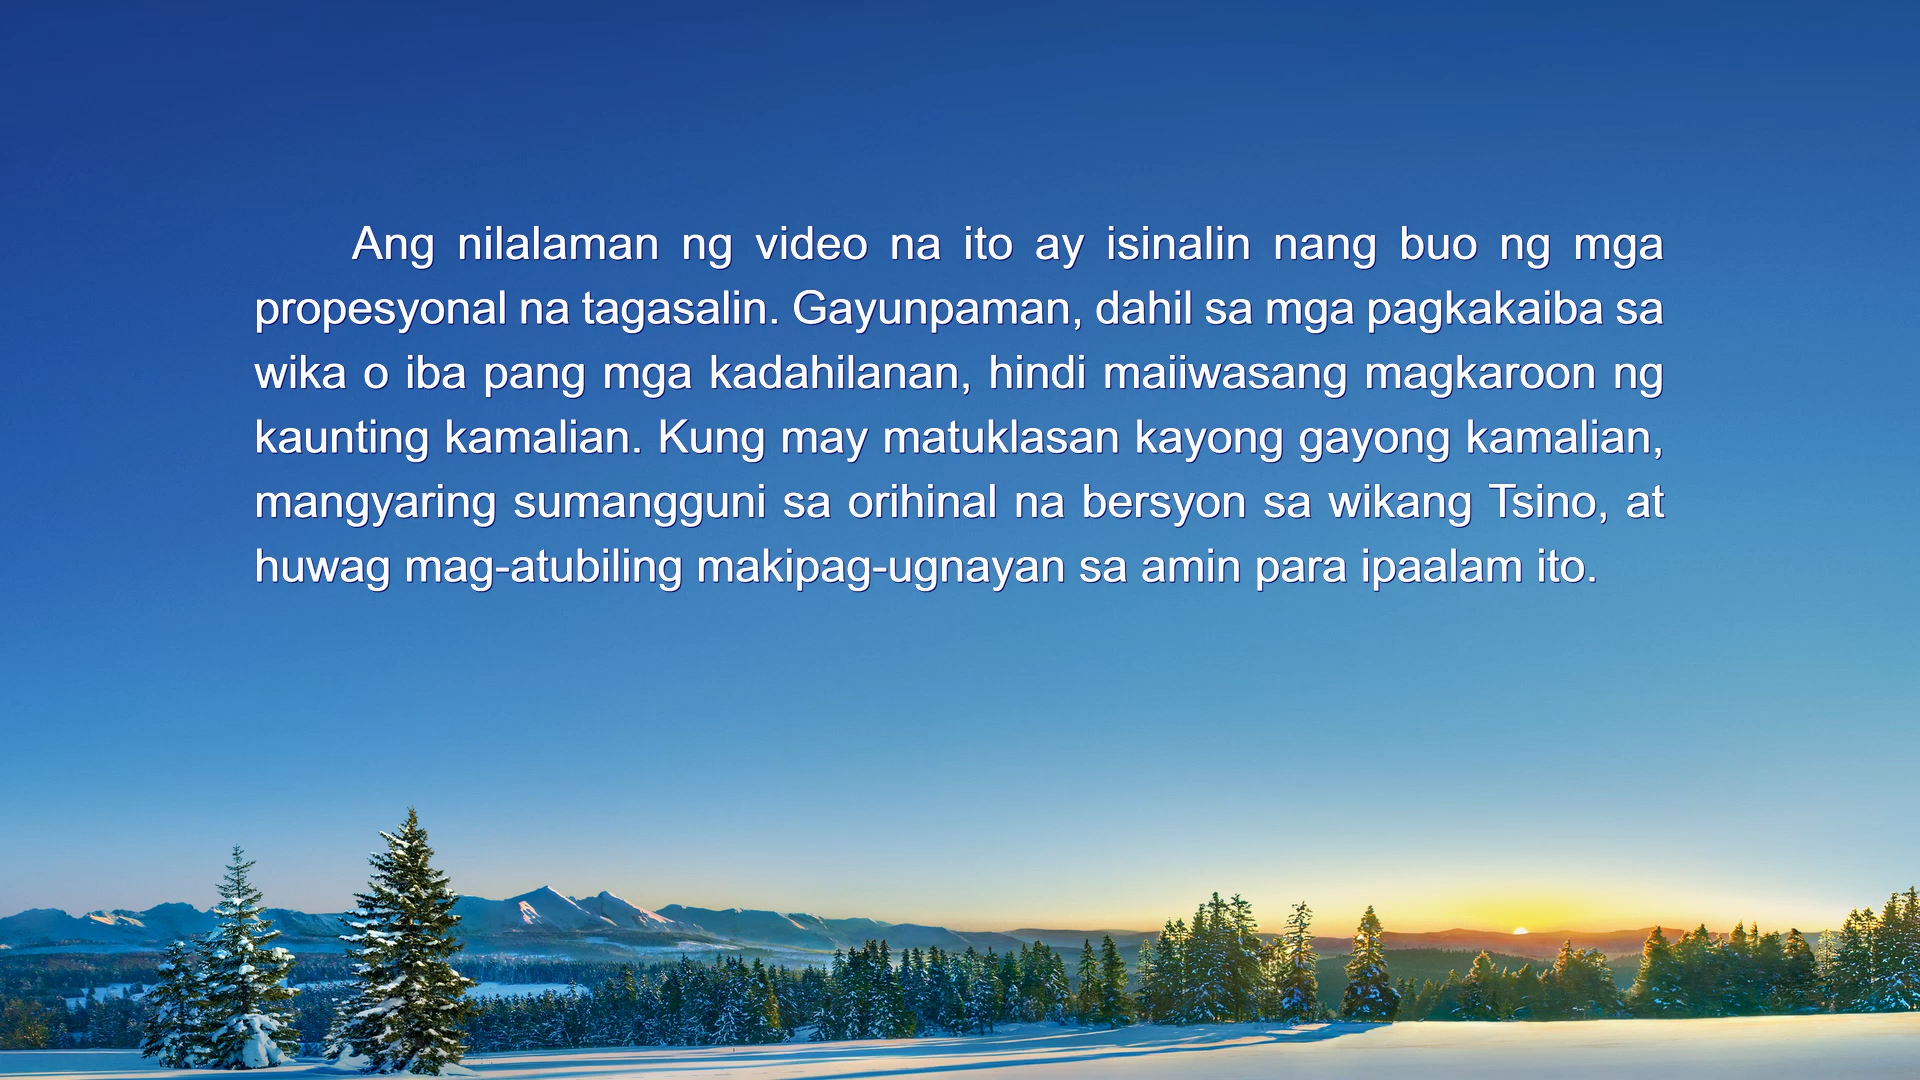 Ang nilalaman ng video na ito ay isinalin nang buo ng mga
propesyonal na tagasalin. Gayunpaman, dahil sa mga pagkakaiba sa
wika o iba pang mga kadahilanan, hindi maiiwasang magkaroon ng
kaunting kamalian. Kung may matuklasan kayong gayong kamalian,
mangyaring sumangguni sa orihinal na bersyon sa wikang Tsino, at
huwag mag-atubiling makipag-ugnayan sa amin para ipaalam ito.